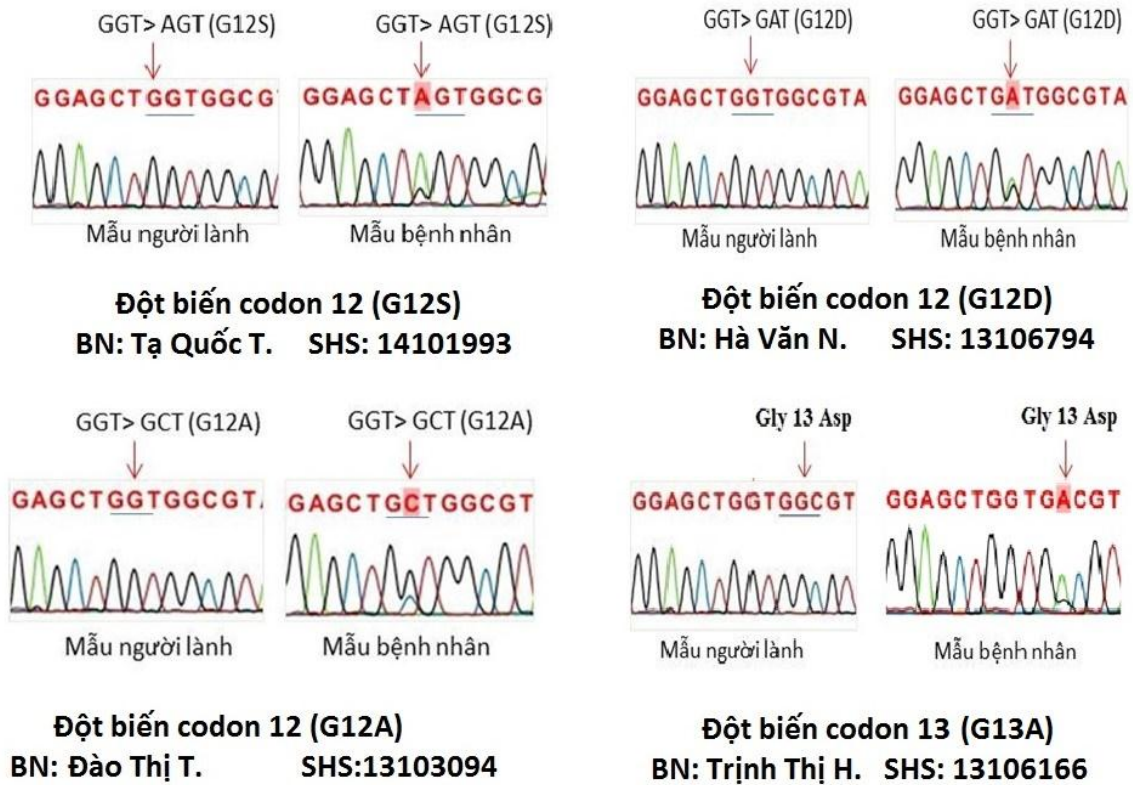 GGT> AGT (G12S)
GGT> AGT (G12S)
GGAGCTGGTGGCG
GGAGCTAGTGGCG
Mẫu người lành
Mẫu bệnh nhân
Đột biến codon 12 (G12S)
BN: Tạ Quốc T. SHS: 14101993
GGT> GAT (G12D)
GGT> GAT (G12D)
GGAGCTGGTGGCGTA
GGAGCTGATGGCGTA
Mẫu người lành
Mẫu bệnh nhân
Đột biến codon 12 (G12D)
BN: Hà Văn N. SHS: 13106794
GGT> GCT (G12A)
GGT> GCT (G12A)
GAGCTGGTGGCGT
GAGCTGCTGGCGT
Mẫu người lành
Mẫu bệnh nhân
Đột biến codon 12 (G12A)
BN: Đào Thị T. SHS:13103094
Gly 13 Asp
Gly 13 Asp
GGAGCTGGTGGCGT
GGAGCTGGTGACGT
Mẫu người lành
Mẫu bệnh nhân
Đột biến codon 13 (G13A)
BN: Trịnh Thị H. SHS: 13106166